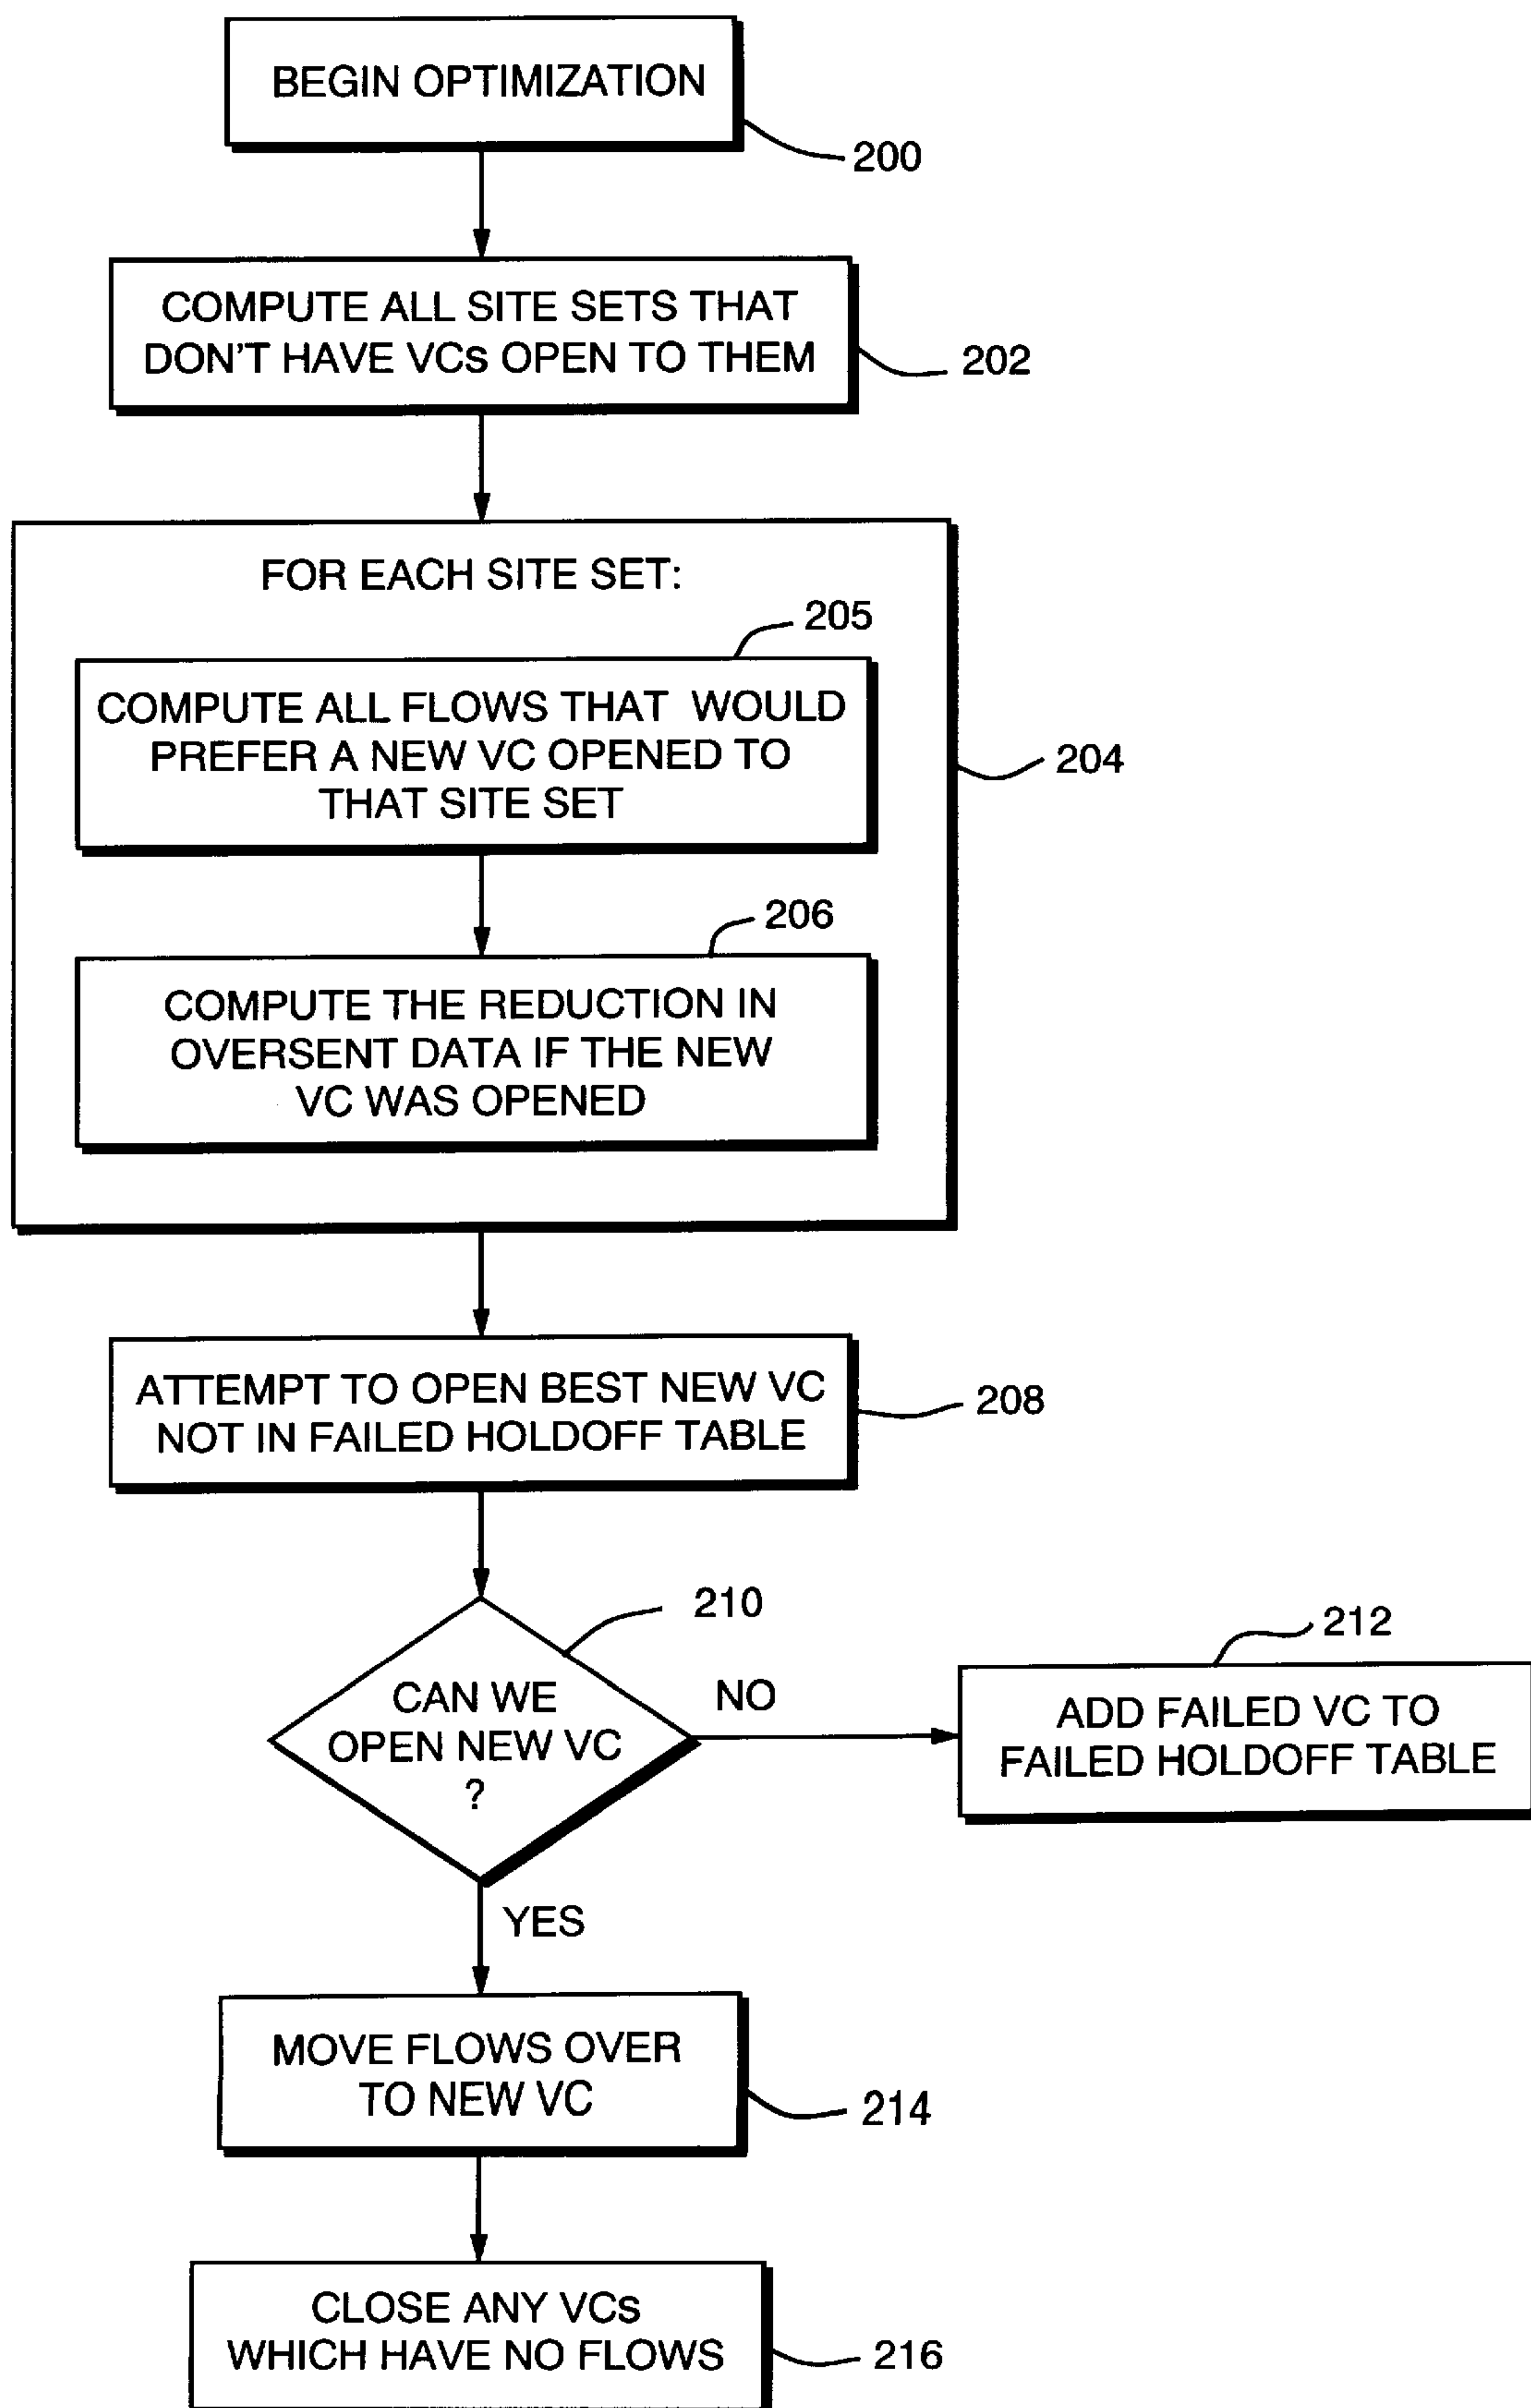 BEGIN OPTIMIZATION
200
COMPUTE ALL SITE SETS THAT
DON'T HAVE VCs OPEN TO THEM
202
FOR EACH SITE SET:
205
COMPUTE ALL FLOWS THAT WOULD
PREFER A NEW VC OPENED TO
THAT SITE SET
204
206
COMPUTE THE REDUCTION IN
OVERSENT DATA IF THE NEW
VC WAS OPENED
ATTEMPT TO OPEN BEST NEW VC
NOT IN FAILED HOLDOFF TABLE
208
210
CAN WE
OPEN NEW VC
?
NO
212
ADD FAILED VC TO
FAILED HOLDOFF TABLE
YES
MOVE FLOWS OVER
TO NEW VC
214
CLOSE ANY VCs
WHICH HAVE NO FLOWS
216